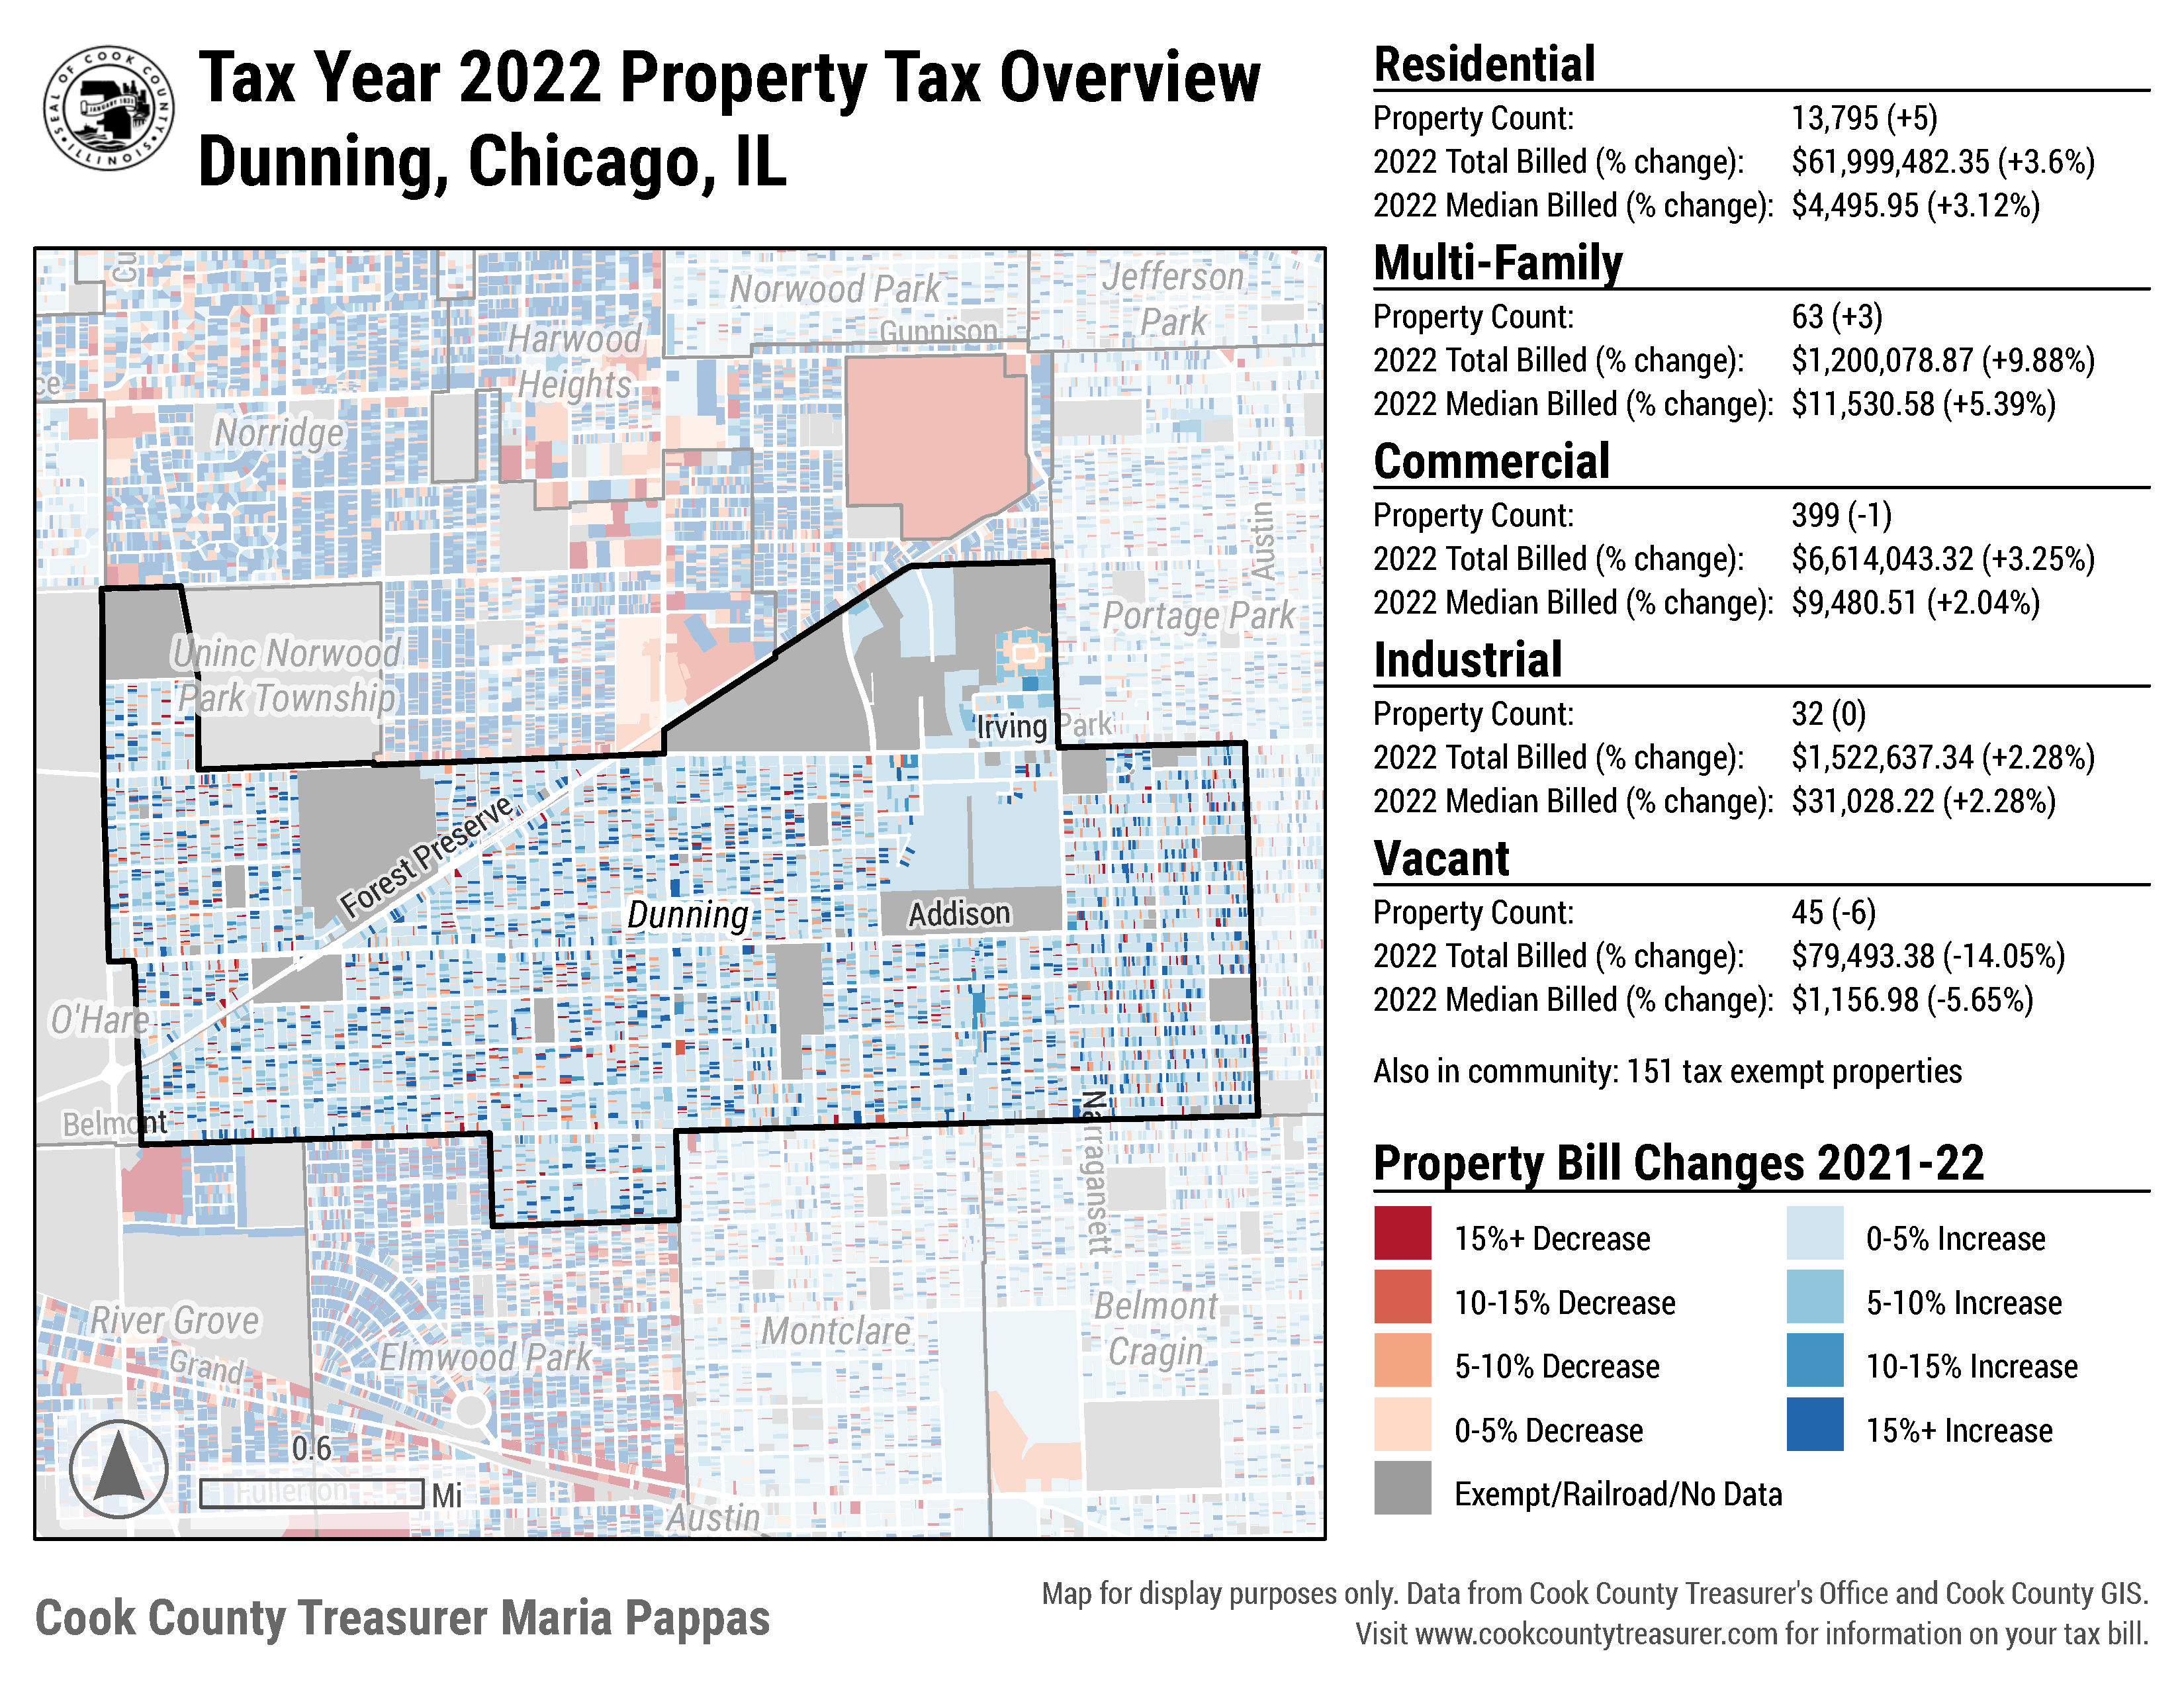 SEAL OF COOK COUNTY
JANUARY 1831
ILLINOIS
Tax Year 2022 Property Tax Overview
Dunning, Chicago, IL
Cu
Norwood Park
Jefferson
Park
Gunnison
Harwood
Heights
ce
Norridge
Austin
Portage Park
Uninc Norwood
Park Township
Irving Park
Forest Preserve
Dunning
Addison
O'Hare
Belmont
Narragansett
River Grove
Grand
Elmwood Park
Montclare
Belmont
Cragin
0.6
Mi
Fullerton
Austin
Residential
Property Count: 13,795 (+5)
2022 Total Billed (% change): $61,999,482.35 (+3.6%)
2022 Median Billed (% change): $4,495.95 (+3.12%)
Multi-Family
Property Count: 63 (+3)
2022 Total Billed (% change): $1,200,078.87 (+9.88%)
2022 Median Billed (% change): $11,530.58 (+5.39%)
Commercial
Property Count: 399 (-1)
2022 Total Billed (% change): $6,614,043.32 (+3.25%)
2022 Median Billed (% change): $9,480.51 (+2.04%)
Industrial
Property Count: 32 (0)
2022 Total Billed (% change): $1,522,637.34 (+2.28%)
2022 Median Billed (% change): $31,028.22 (+2.28%)
Vacant
Property Count: 45 (-6)
2022 Total Billed (% change): $79,493.38 (-14.05%)
2022 Median Billed (% change): $1,156.98 (-5.65%)
Also in community: 151 tax exempt properties
Property Bill Changes 2021-22
15%+ Decrease
0-5% Increase
10-15% Decrease
5-10% Increase
5-10% Decrease
10-15% Increase
0-5% Decrease
15%+ Increase
Exempt/Railroad/No Data
Cook County Treasurer Maria Pappas
Map for display purposes only. Data from Cook County Treasurer's Office and Cook County GIS.
Visit www.cookcountytreasurer.com for information on your tax bill.